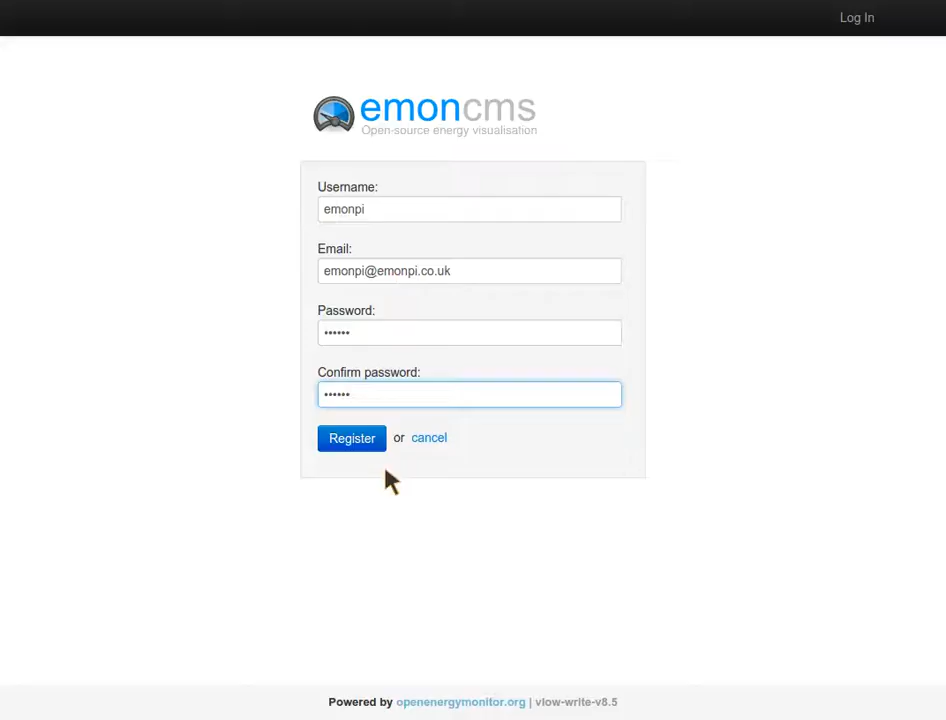 Log In
emoncms
Open-source energy visualisation
Username:
emonpi
Email:
emonpi@emonpi.co.uk
Password:
••••••
Confirm password:
••••••
Register or cancel
Powered by openenergymonitor.org | vlow-write-v8.5